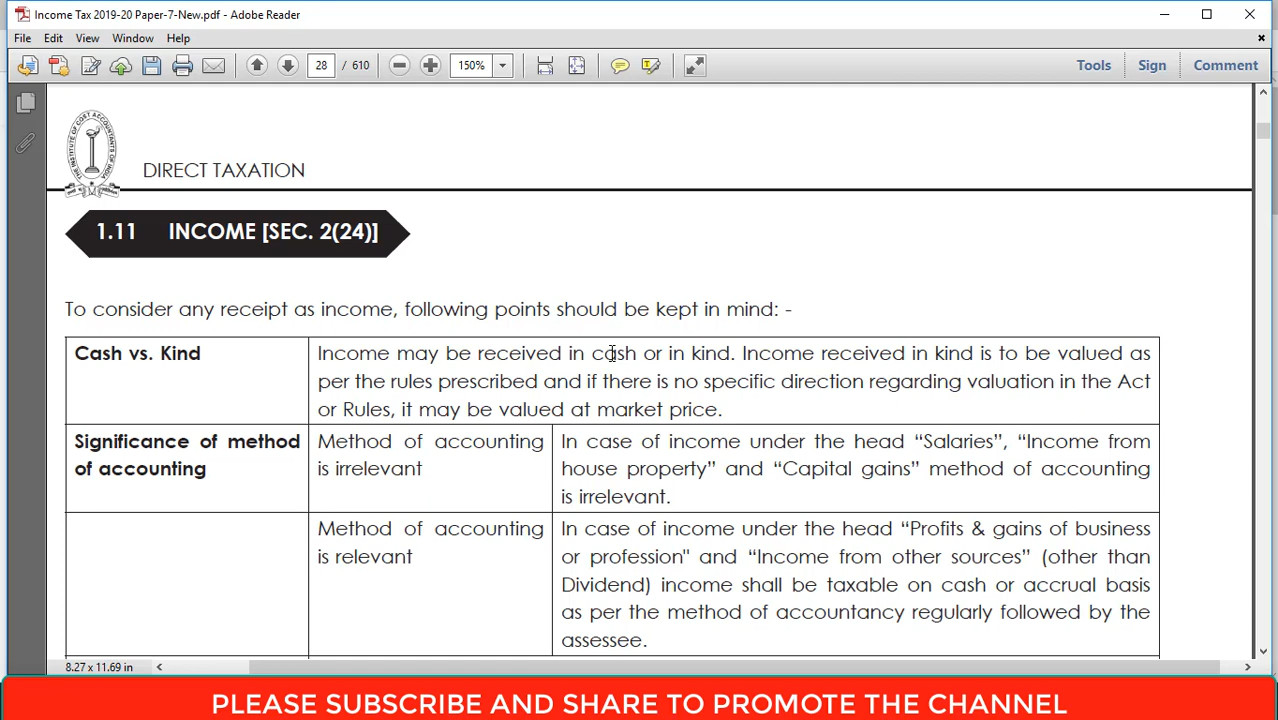 Income Tax 2019-20 Paper-7-New.pdf - Adobe Reader
File Edit View Window Help
28 / 610 150% Tools Sign Comment
THE INSTITUTE OF COST ACCOUNTANTS OF INDIA
DIRECT TAXATION
1.11 INCOME [SEC. 2(24)]
To consider any receipt as income, following points should be kept in mind: -
Cash vs. Kind
Income may be received in cash or in kind. Income received in kind is to be valued as
per the rules prescribed and if there is no specific direction regarding valuation in the Act
or Rules, it may be valued at market price.
Significance of method
of accounting
Method of accounting
is irrelevant
In case of income under the head “Salaries”, “Income from
house property” and “Capital gains” method of accounting
is irrelevant.
Method of accounting
is relevant
In case of income under the head “Profits & gains of business
or profession" and “Income from other sources” (other than
Dividend) income shall be taxable on cash or accrual basis
as per the method of accountancy regularly followed by the
assessee.
8.27 x 11.69 in
PLEASE SUBSCRIBE AND SHARE TO PROMOTE THE CHANNEL